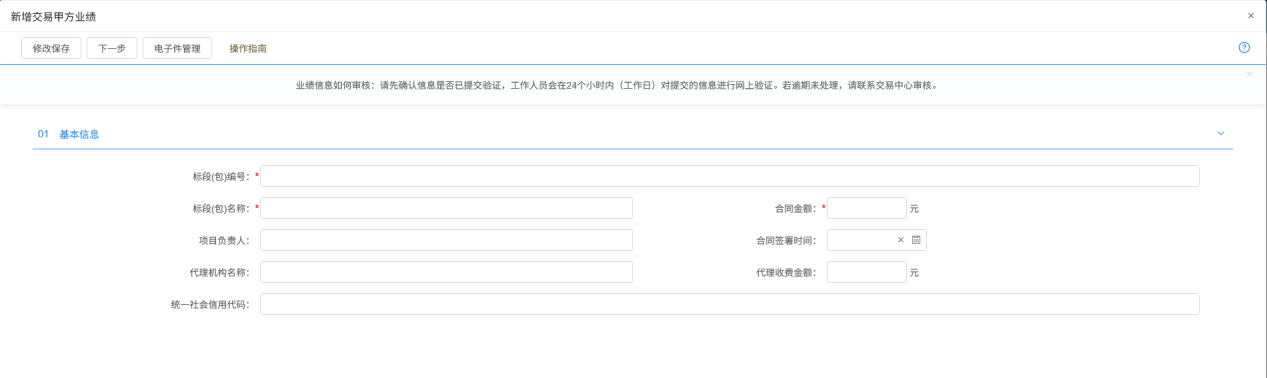 新增交易甲方业绩
修改保存 下一步 电子件管理 操作指南
业绩信息如何审核：请先确认信息是否已提交验证，工作人员会在24个小时内（工作日）对提交的信息进行网上验证。若逾期未处理，请联系交易中心审核。
01 基本信息
标段(包)编号：*
标段(包)名称：* 合同金额：* 元
项目负责人： 合同签署时间：
代理机构名称： 代理收费金额： 元
统一社会信用代码：